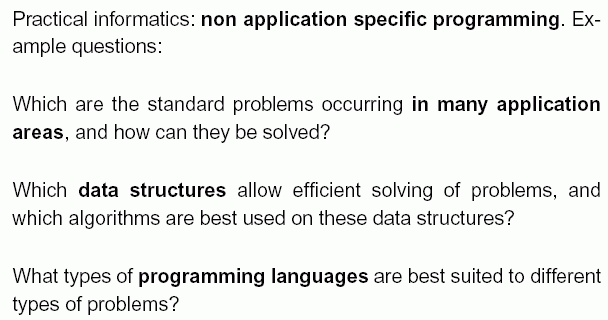 Practical informatics: non application specific programming. Ex-
ample questions:
Which are the standard problems occurring in many application
areas, and how can they be solved?
Which data structures allow efficient solving of problems, and
which algorithms are best used on these data structures?
What types of programming languages are best suited to different
types of problems?